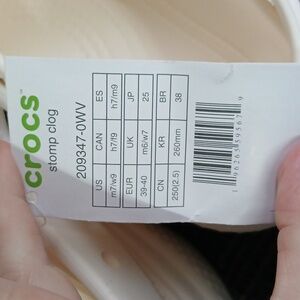 crocs™
stomp clog
209347-0WV
US CAN ES
m7/w9 h7/f9 h7/m9
EUR UK JP
39-40 m6/w7 25
CN KR BR
250(2.5) 260mm 38